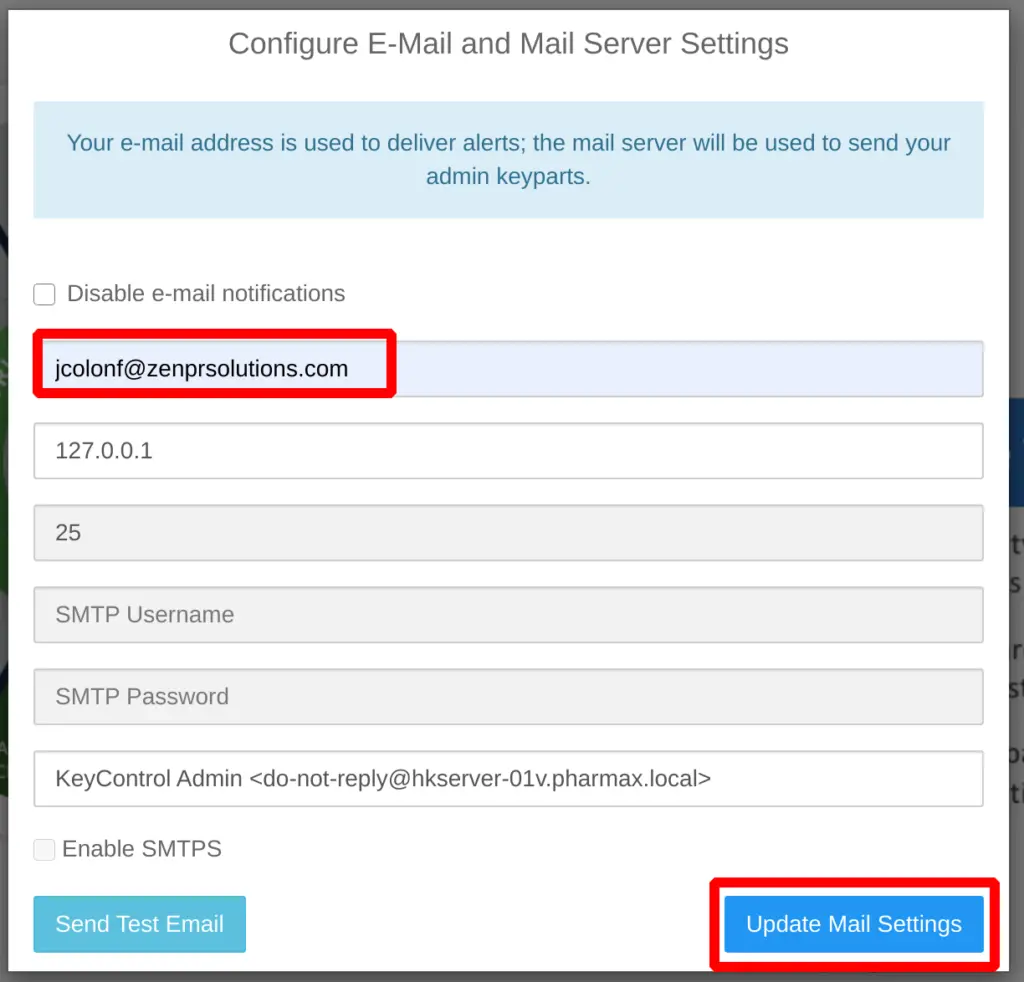 Configure E-Mail and Mail Server Settings
Your e-mail address is used to deliver alerts; the mail server will be used to send your
admin keyparts.
Disable e-mail notifications
jcolonf@zenprsolutions.com
127.0.0.1
25
SMTP Username
SMTP Password
KeyControl Admin <do-not-reply@hkserver-01v.pharmax.local>
Enable SMTPS
Send Test Email
Update Mail Settings